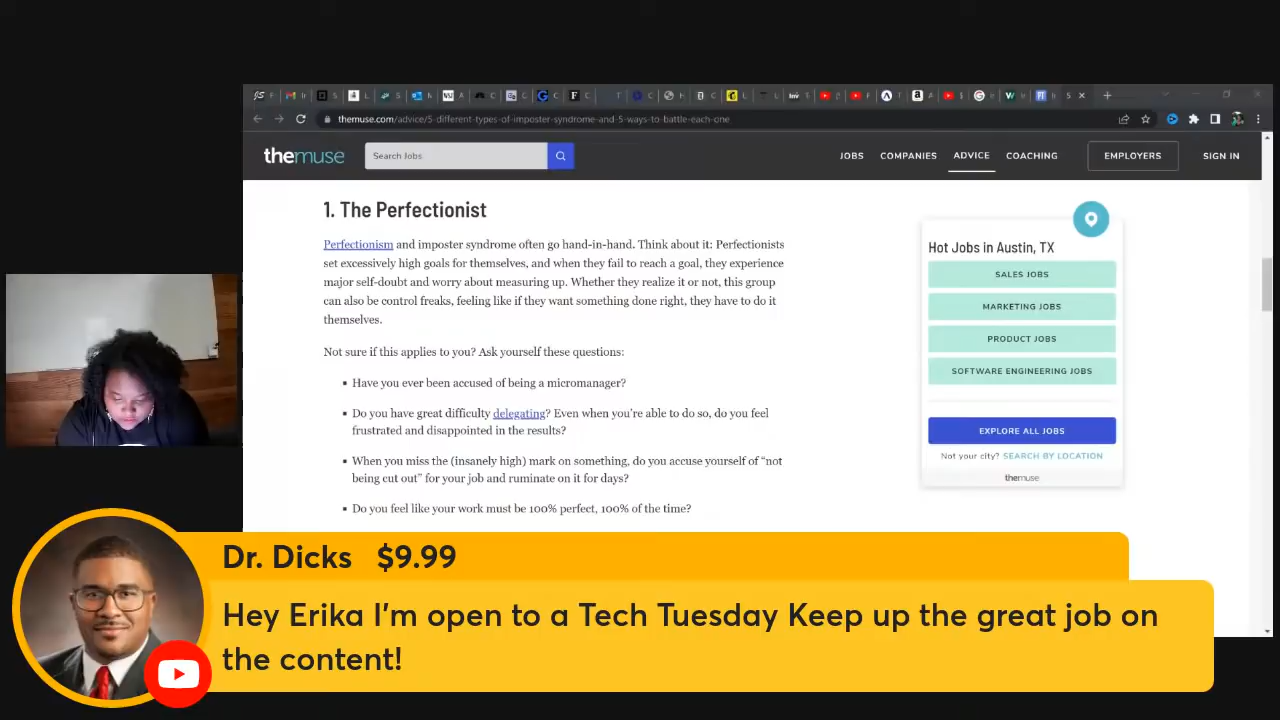 themuse.com/advice/5-different-types-of-imposter-syndrome-and-5-ways-to-battle-each-one
themuse
Search Jobs
JOBS COMPANIES ADVICE COACHING EMPLOYERS SIGN IN
1. The Perfectionist
Perfectionism and imposter syndrome often go hand-in-hand. Think about it: Perfectionists
set excessively high goals for themselves, and when they fail to reach a goal, they experience
major self-doubt and worry about measuring up. Whether they realize it or not, this group
can also be control freaks, feeling like if they want something done right, they have to do it
themselves.
Not sure if this applies to you? Ask yourself these questions:
▪ Have you ever been accused of being a micromanager?
▪ Do you have great difficulty delegating? Even when you’re able to do so, do you feel
frustrated and disappointed in the results?
▪ When you miss the (insanely high) mark on something, do you accuse yourself of “not
being cut out” for your job and ruminate on it for days?
▪ Do you feel like your work must be 100% perfect, 100% of the time?
Hot Jobs in Austin, TX
SALES JOBS
MARKETING JOBS
PRODUCT JOBS
SOFTWARE ENGINEERING JOBS
EXPLORE ALL JOBS
Not your city? SEARCH BY LOCATION
themuse
Dr. Dicks $9.99
Hey Erika I’m open to a Tech Tuesday Keep up the great job on
the content!